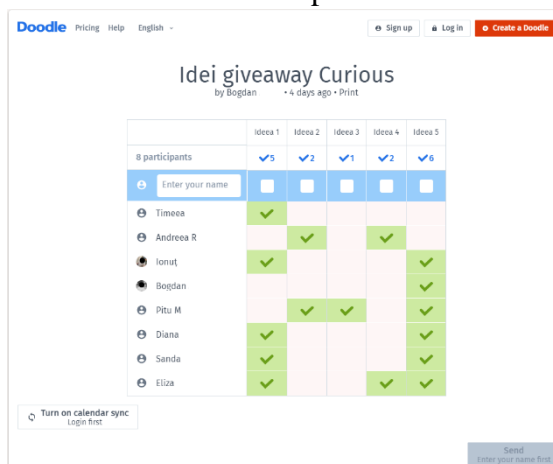 Doodle Pricing Help English
Sign up Log in Create a Doodle
Idei giveaway Curious
by Bogdan • 4 days ago • Print
Ideea 1 Ideea 2 Ideea 3 Ideea 4 Ideea 5
8 participants ✓5 ✓2 ✓1 ✓2 ✓6
Enter your name
Timeea
Andreea R
Ionuț
Bogdan
Pitu M
Diana
Sanda
Eliza
Turn on calendar sync
Login first
Send
Enter your name first